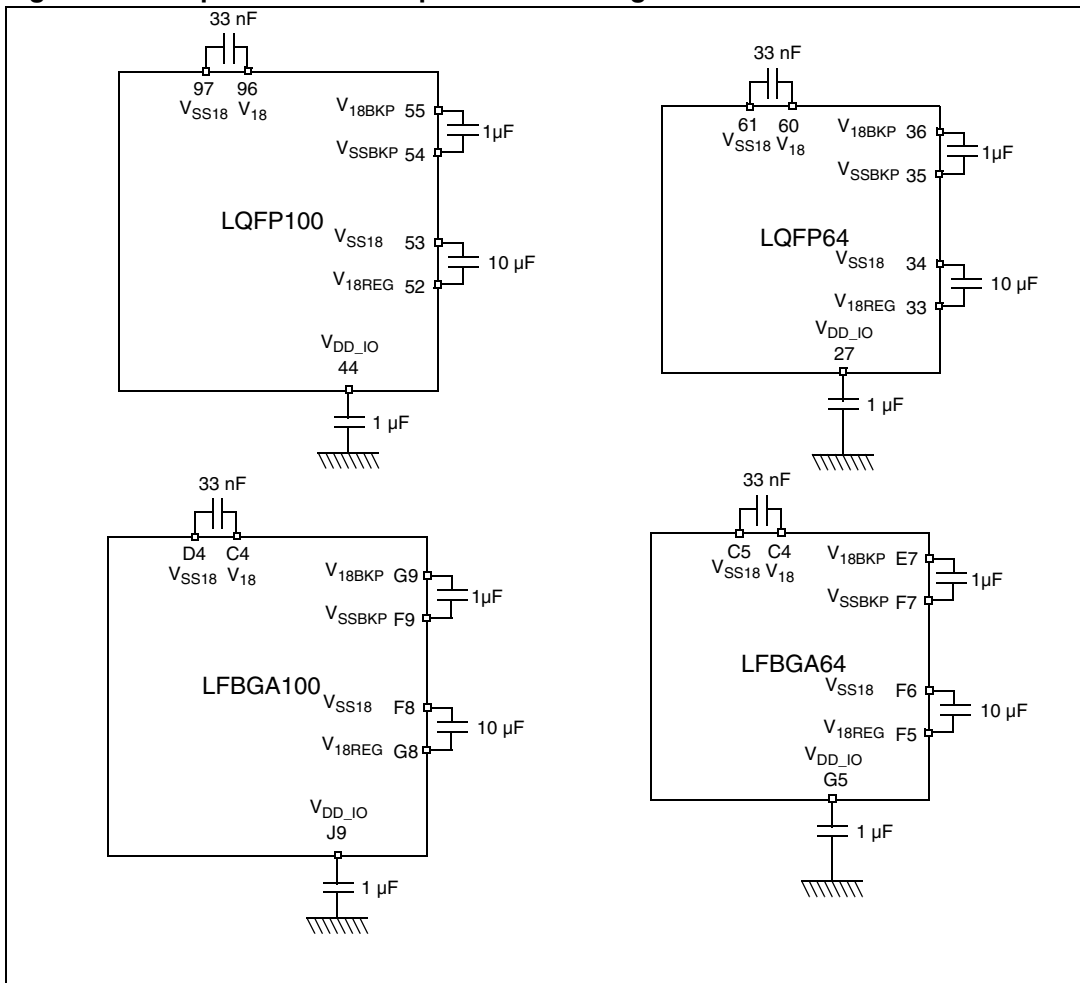 33 nF
97 96
VSS18 V18
V18BKP 55
1µF
VSSBKP 54
LQFP100
VSS18 53
10 µF
V18REG 52
VDD_IO
44
1 µF
33 nF
61 60
VSS18 V18
V18BKP 36
1µF
VSSBKP 35
LQFP64
VSS18 34
10 µF
V18REG 33
VDD_IO
27
1 µF
33 nF
D4 C4
VSS18 V18
V18BKP G9
1µF
VSSBKP F9
LFBGA100
VSS18 F8
10 µF
V18REG G8
VDD_IO
J9
1 µF
33 nF
C5 C4
VSS18 V18
V18BKP E7
1µF
VSSBKP F7
LFBGA64
VSS18 F6
10 µF
V18REG F5
VDD_IO
G5
1 µF